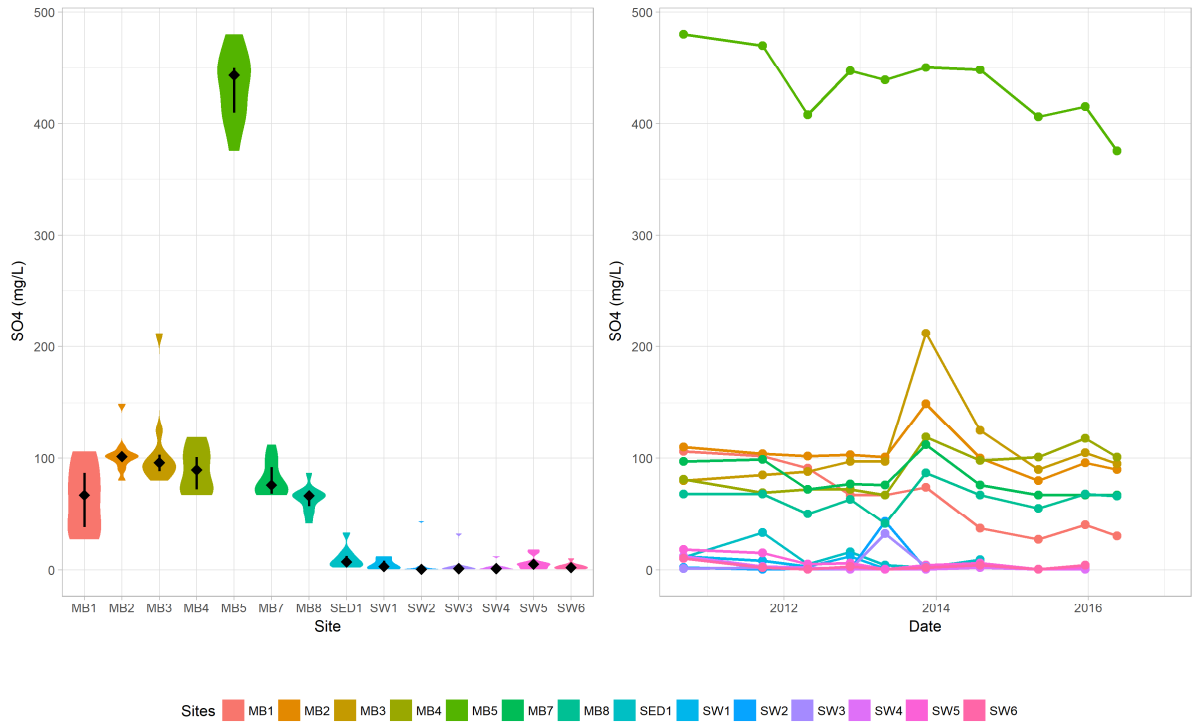 500
400
300
200
100
0
SO4 (mg/L)
MB1 MB2 MB3 MB4 MB5 MB7 MB8 SED1 SW1 SW2 SW3 SW4 SW5 SW6
Site
500
400
300
200
100
0
SO4 (mg/L)
2012 2014 2016
Date
Sites MB1 MB2 MB3 MB4 MB5 MB7 MB8 SED1 SW1 SW2 SW3 SW4 SW5 SW6